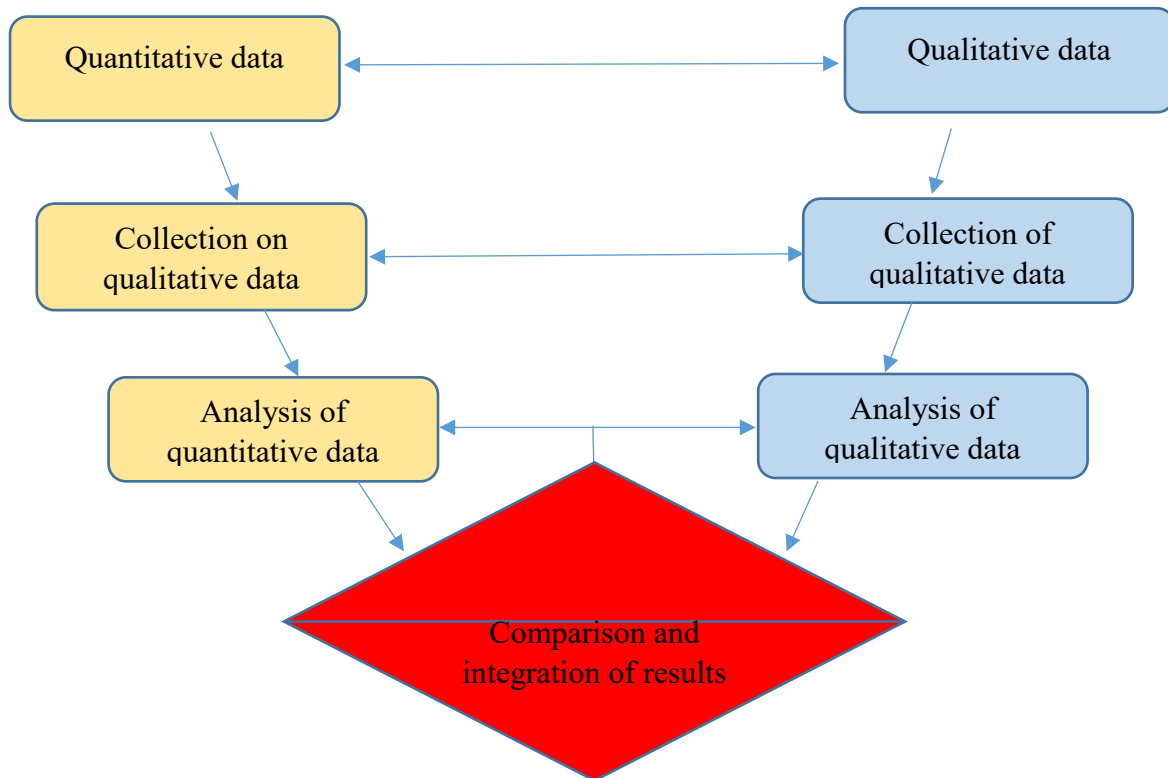 Quantitative data
Qualitative data
Collection on
qualitative data
Collection of
qualitative data
Analysis of
quantitative data
Analysis of
qualitative data
Comparison and
integration of results